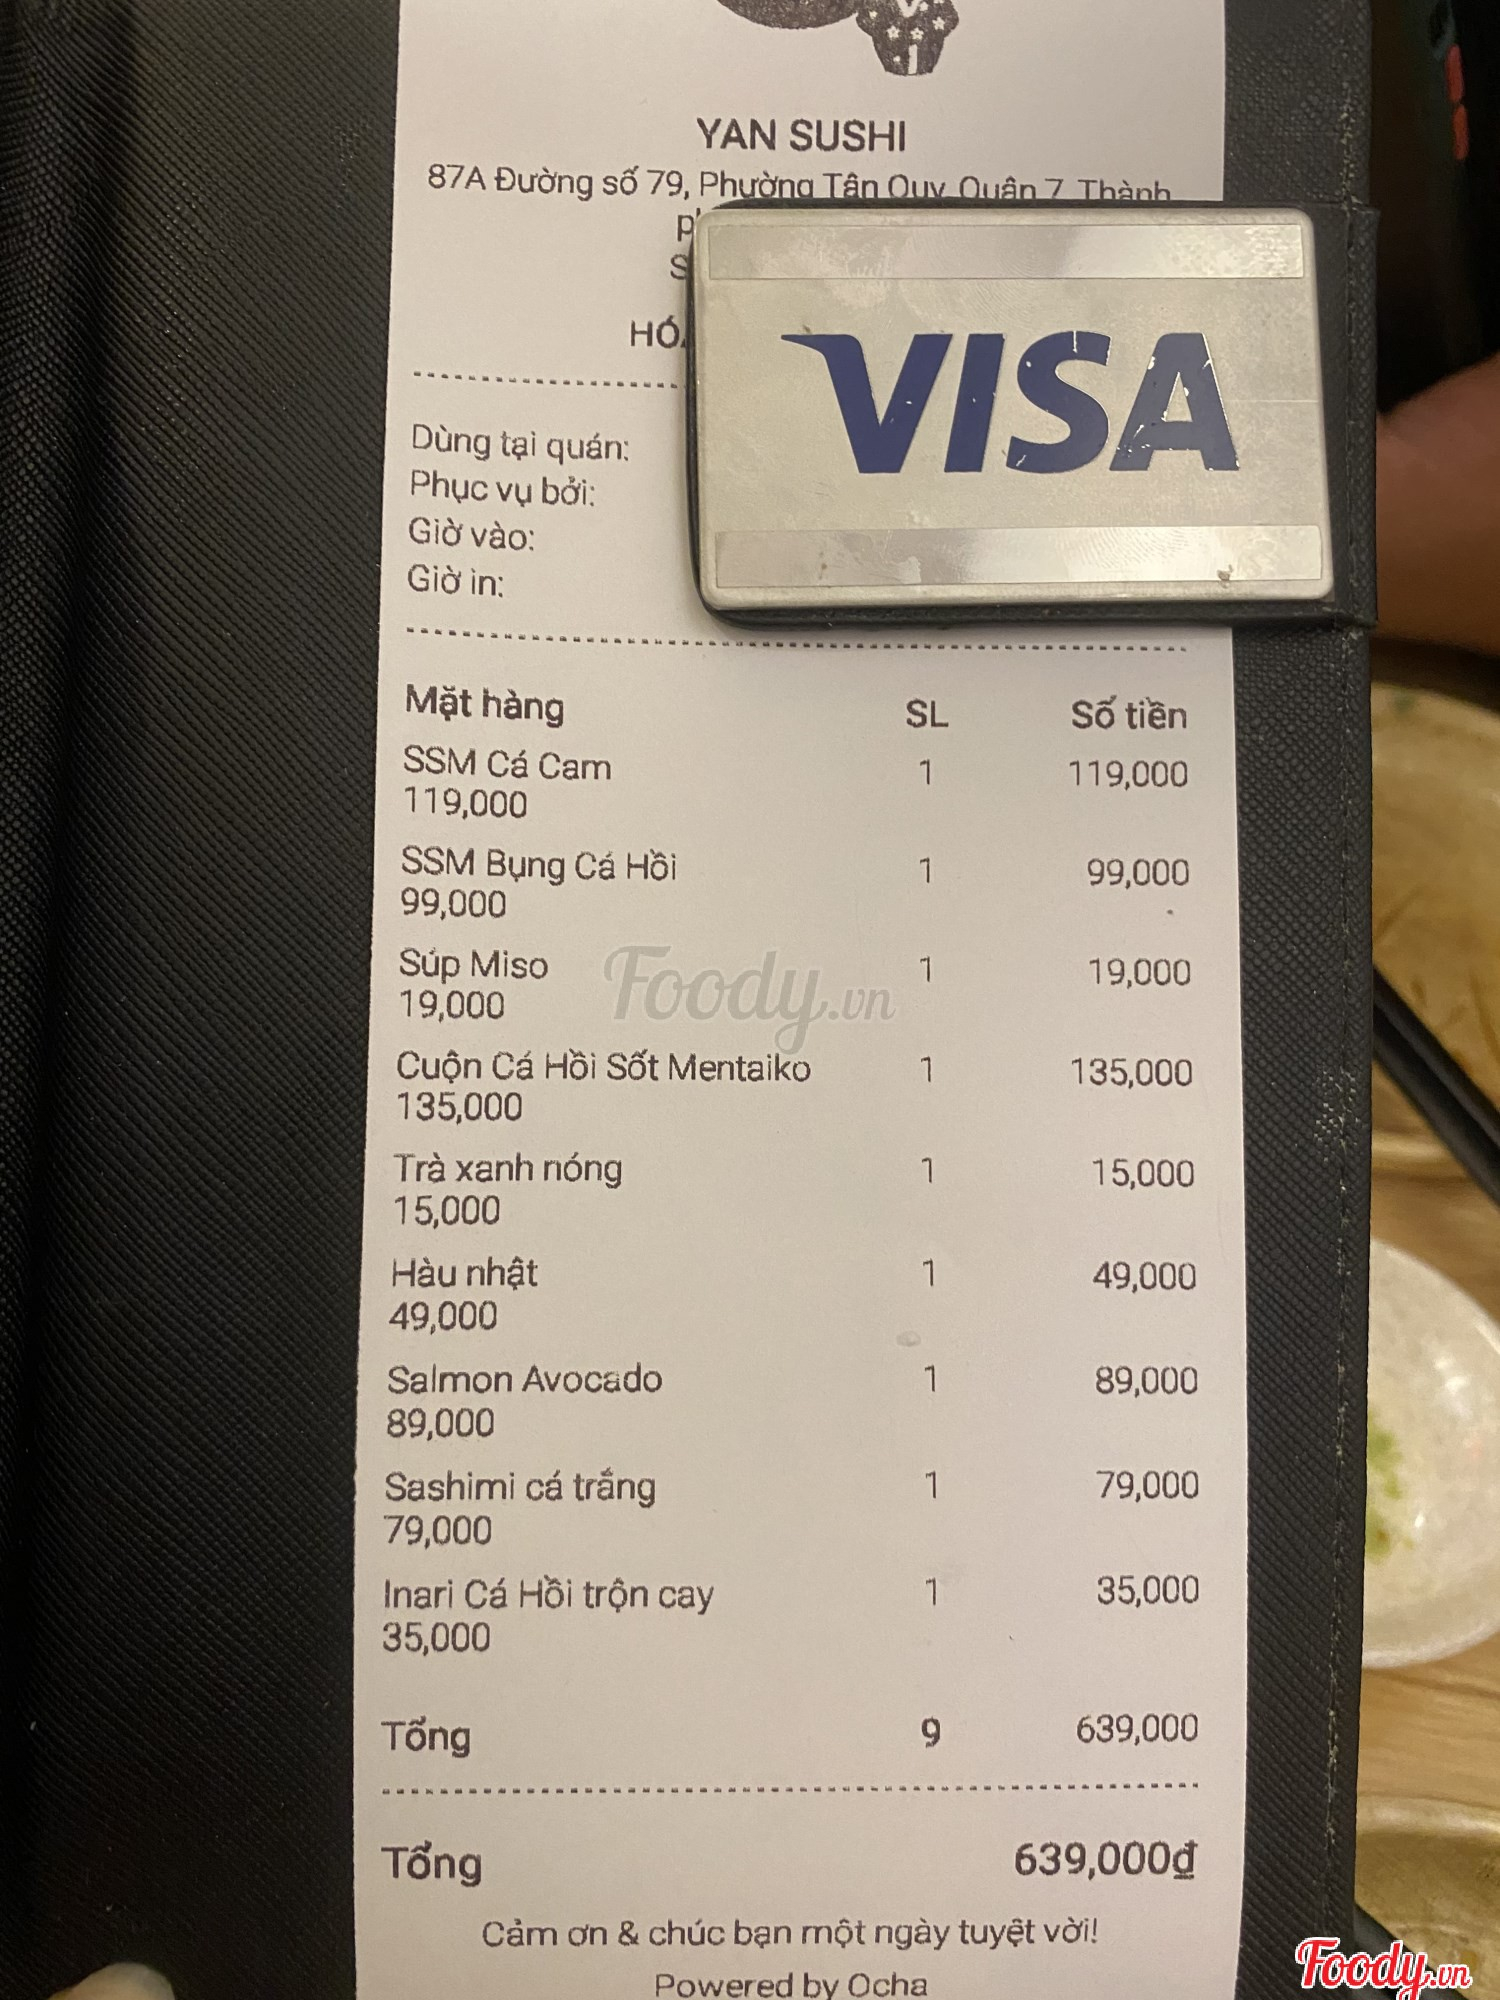 YAN SUSHI
87A Đường số 79, Phường Tân Quy, Quận 7, Thành
VISA
Dùng tại quán:
Phục vụ bởi:
Giờ vào:
Giờ in:
Mặt hàng SL Số tiền
SSM Cá Cam 1 119,000
119,000
SSM Bụng Cá Hồi 1 99,000
99,000
Súp Miso 1 19,000
19,000
Cuộn Cá Hồi Sốt Mentaiko 1 135,000
135,000
Trà xanh nóng 1 15,000
15,000
Hàu nhật 1 49,000
49,000
Salmon Avocado 1 89,000
89,000
Sashimi cá trắng 1 79,000
79,000
Inari Cá Hồi trộn cay 1 35,000
35,000
Tổng 9 639,000
Tổng 639,000₫
Cảm ơn & chúc bạn một ngày tuyệt vời!
Powered by Ocha
Foody.vn
Foody.vn